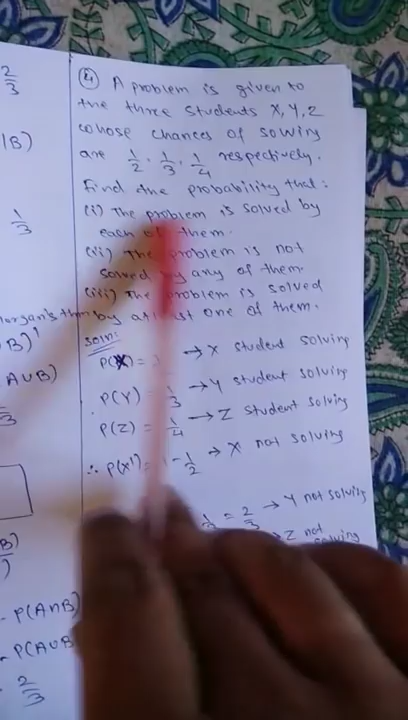 2/3
|B)
1/3
organ's thm
B)'
AUB)
B)
- P(A∩B)
- P(AUB
2/3
(4) A problem is given to
the three students X, Y, Z
whose chances of solving
are 1/2, 1/3, 1/4 respectively.
Find the probability that:
(i) The problem is solved by
each of them.
(ii) The problem is not
solved by any of them.
(iii) The problem is solved
by at least one of them.
soln:
P(X) = → X student solving
P(Y) = 1/3 → Y student solving
P(Z) = 1/4 → Z student solving
∴ P(X') = - 1/2 → X not solving
1/3 = 2/3 → Y not solving
→ Z not
solving